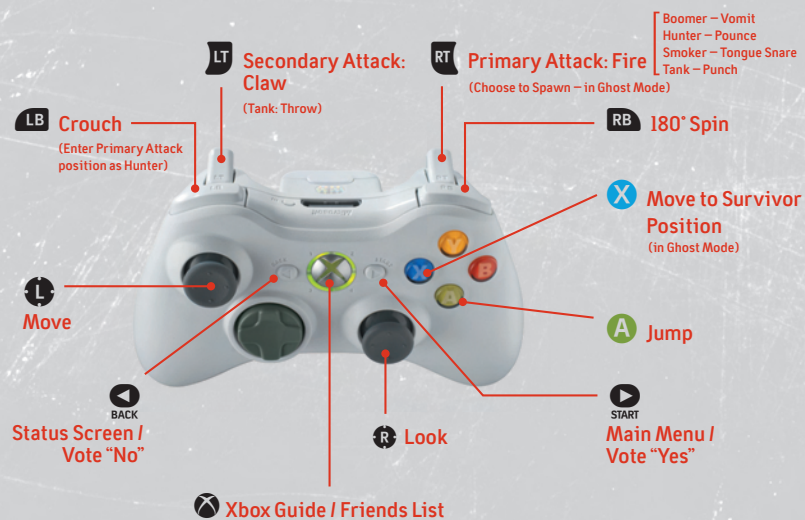 Boomer – Vomit
Hunter – Pounce
Smoker – Tongue Snare
Tank – Punch
LT Secondary Attack:
Claw
(Tank: Throw)
RT Primary Attack: Fire
(Choose to Spawn – in Ghost Mode)
LB Crouch
(Enter Primary Attack
position as Hunter)
RB 180° Spin
X Move to Survivor
Position
(in Ghost Mode)
Y
B
X
A
L
Move
A Jump
BACK
Status Screen /
Vote “No”
R Look
START
Main Menu /
Vote “Yes”
Xbox Guide / Friends List